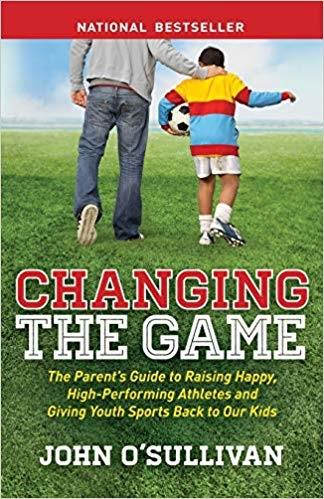 NATIONAL BESTSELLER
CHANGING
THE GAME
The Parent's Guide to Raising Happy,
High-Performing Athletes and
Giving Youth Sports Back to Our Kids
JOHN O'SULLIVAN